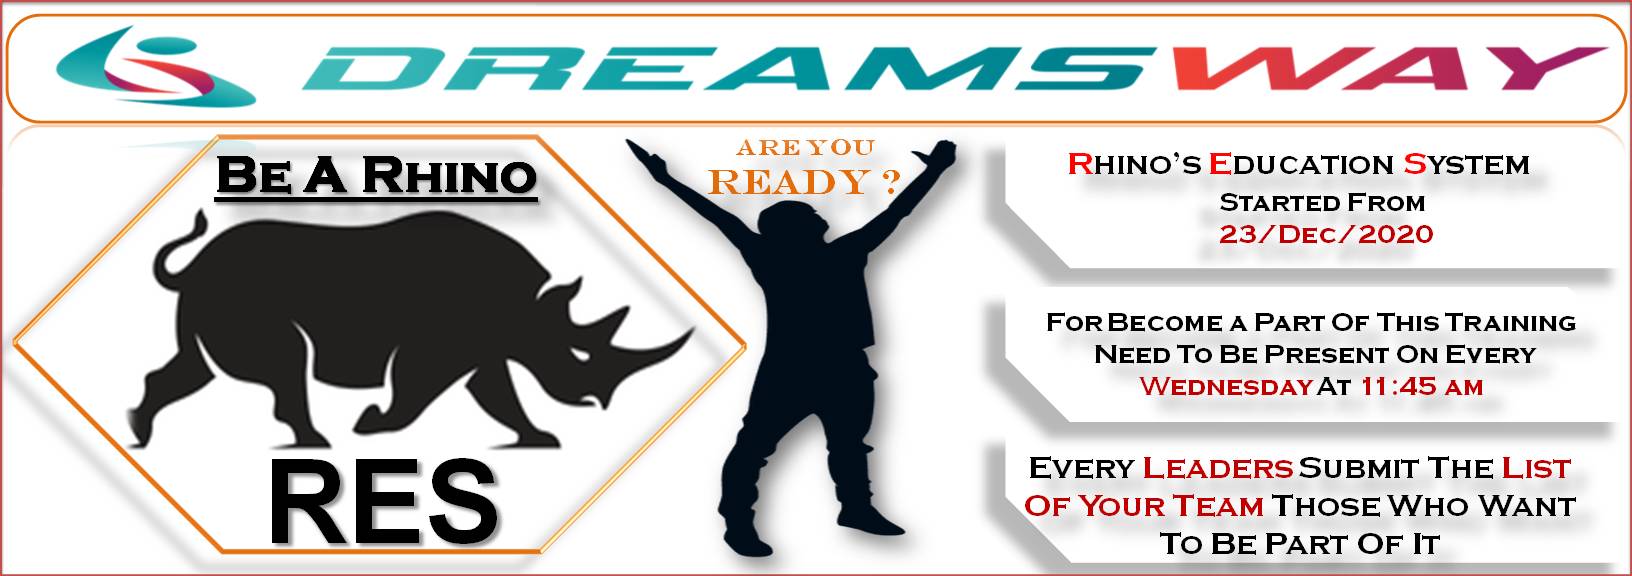 DREAMSWAY
BE A RHINO
RES
ARE YOU
READY ?
RHINO'S EDUCATION SYSTEM
STARTED FROM
23/DEC/2020
FOR BECOME A PART OF THIS TRAINING
NEED TO BE PRESENT ON EVERY
WEDNESDAY AT 11:45 AM
EVERY LEADERS SUBMIT THE LIST
OF YOUR TEAM THOSE WHO WANT
TO BE PART OF IT